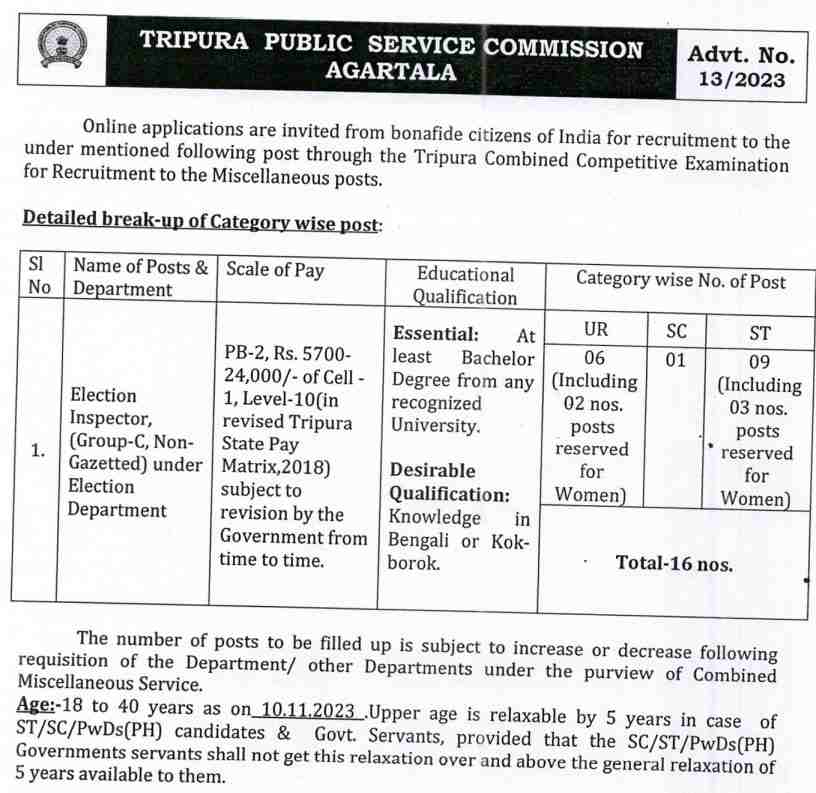 TRIPURA PUBLIC SERVICE COMMISSION
AGARTALA
Advt. No.
13/2023
Online applications are invited from bonafide citizens of India for recruitment to the
under mentioned following post through the Tripura Combined Competitive Examination
for Recruitment to the Miscellaneous posts.
Detailed break-up of Category wise post:
Sl
No
Name of Posts &
Department
Scale of Pay
Educational
Qualification
Category wise No. of Post
UR
SC
ST
1.
Election
Inspector,
(Group-C, Non-
Gazetted) under
Election
Department
PB-2, Rs. 5700-
24,000/- of Cell -
1, Level-10(in
revised Tripura
State Pay
Matrix,2018)
subject to
revision by the
Government from
time to time.
Essential: At
least Bachelor
Degree from any
recognized
University.
Desirable
Qualification:
Knowledge in
Bengali or Kok-
borok.
06
(Including
02 nos.
posts
reserved
for
Women)
01
09
(Including
03 nos.
posts
reserved
for
Women)
Total-16 nos.
The number of posts to be filled up is subject to increase or decrease following
requisition of the Department/ other Departments under the purview of Combined
Miscellaneous Service.
Age:-18 to 40 years as on 10.11.2023 .Upper age is relaxable by 5 years in case of
ST/SC/PwDs(PH) candidates & Govt. Servants, provided that the SC/ST/PwDs(PH)
Governments servants shall not get this relaxation over and above the general relaxation of
5 years available to them.